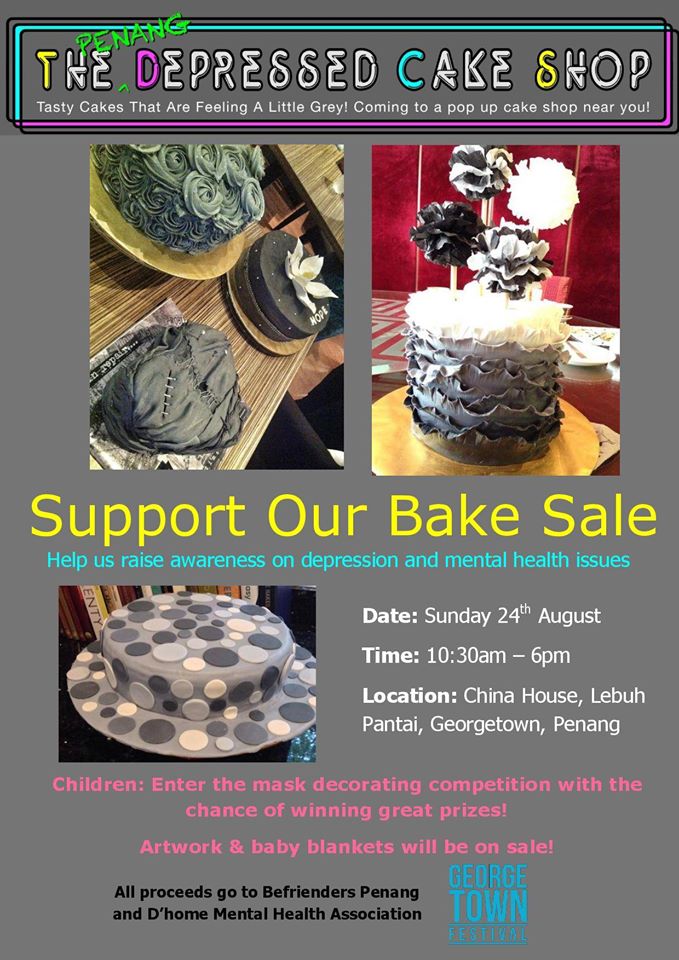 PENANG
THE DEPRESSED CAKE SHOP
Tasty Cakes That Are Feeling A Little Grey! Coming to a pop up cake shop near you!
HOPE
Support Our Bake Sale
Help us raise awareness on depression and mental health issues
Date: Sunday 24th August
Time: 10:30am – 6pm
Location: China House, Lebuh
Pantai, Georgetown, Penang
Children: Enter the mask decorating competition with the
chance of winning great prizes!
Artwork & baby blankets will be on sale!
All proceeds go to Befrienders Penang
and D’home Mental Health Association
GEORGE
TOWN
FESTIVAL